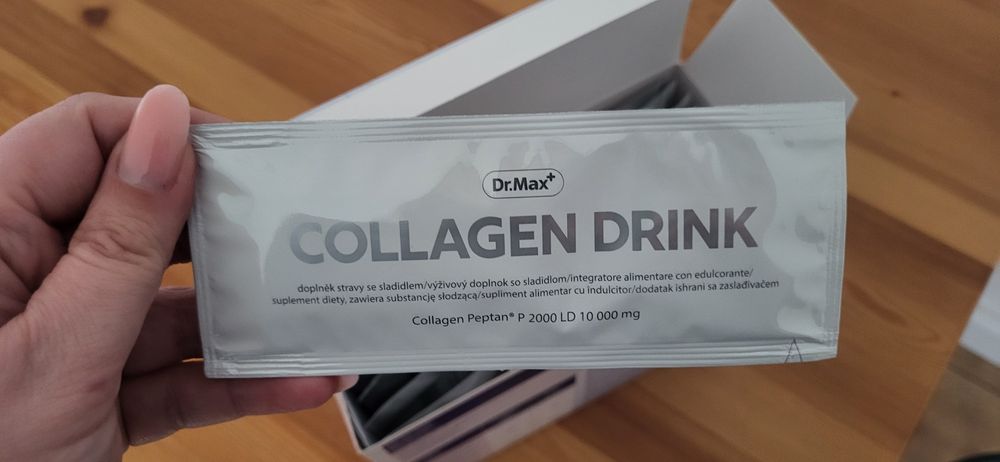 Dr.Max+
COLLAGEN DRINK
doplněk stravy se sladidlem/výživový doplnok so sladidlom/integratore alimentare con edulcorante/
suplement diety, zawiera substancję słodzącą/supliment alimentar cu îndulcitor/dodatak ishrani sa zaslađivačem
Collagen Peptan® P 2000 LD 10 000 mg